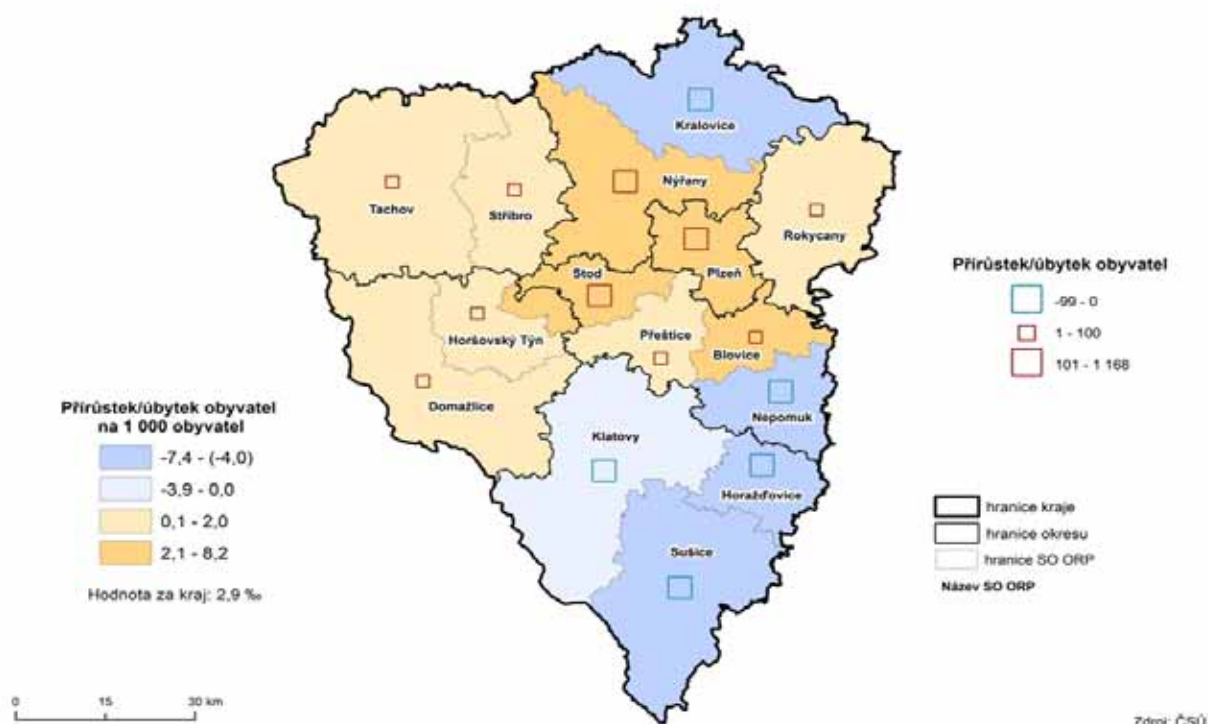 Kralovice
Nýřany
Tachov
Stříbro
Rokycany
Plzeň
Stod
Horšovský Týn
Přeštice
Blovice
Domažlice
Nepomuk
Klatovy
Horažďovice
Sušice
Přírůstek/úbytek obyvatel
-99 - 0
1 - 100
101 - 1 168
Přírůstek/úbytek obyvatel
na 1 000 obyvatel
-7,4 - (-4,0)
-3,9 - 0,0
0,1 - 2,0
2,1 - 8,2
Hodnota za kraj: 2,9 ‰
hranice kraje
hranice okresu
hranice SO ORP
Název SO ORP
0 15 30 km
Zdroj: ČSÚ